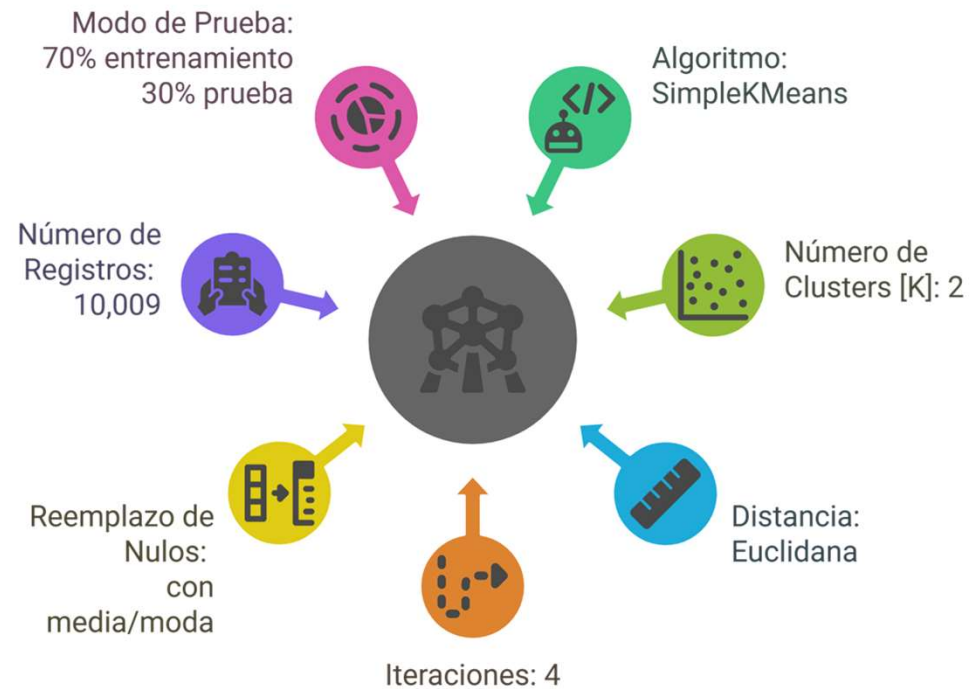 Modo de Prueba:
70% entrenamiento
30% prueba
Algoritmo:
SimpleKMeans
Número de
Registros:
10,009
Número de
Clusters [K]: 2
Reemplazo de
Nulos:
con
media/moda
Distancia:
Euclidana
Iteraciones: 4